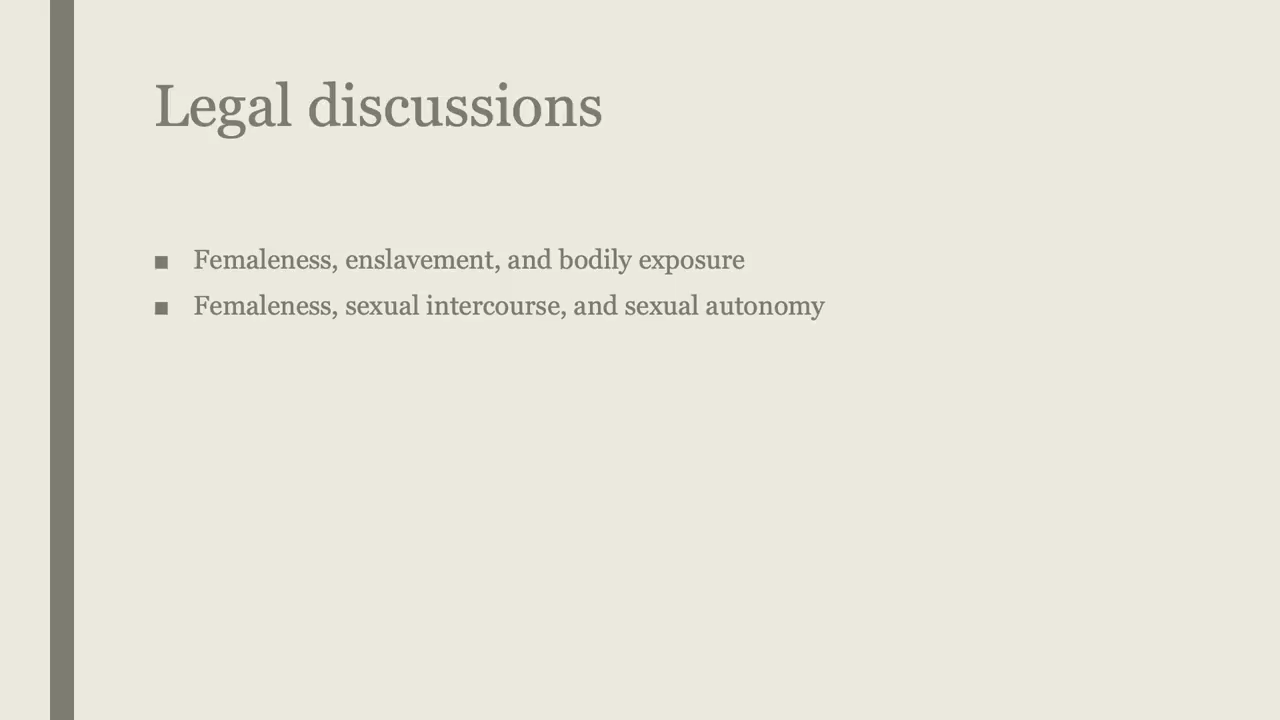 Legal discussions
■ Femaleness, enslavement, and bodily exposure
■ Femaleness, sexual intercourse, and sexual autonomy